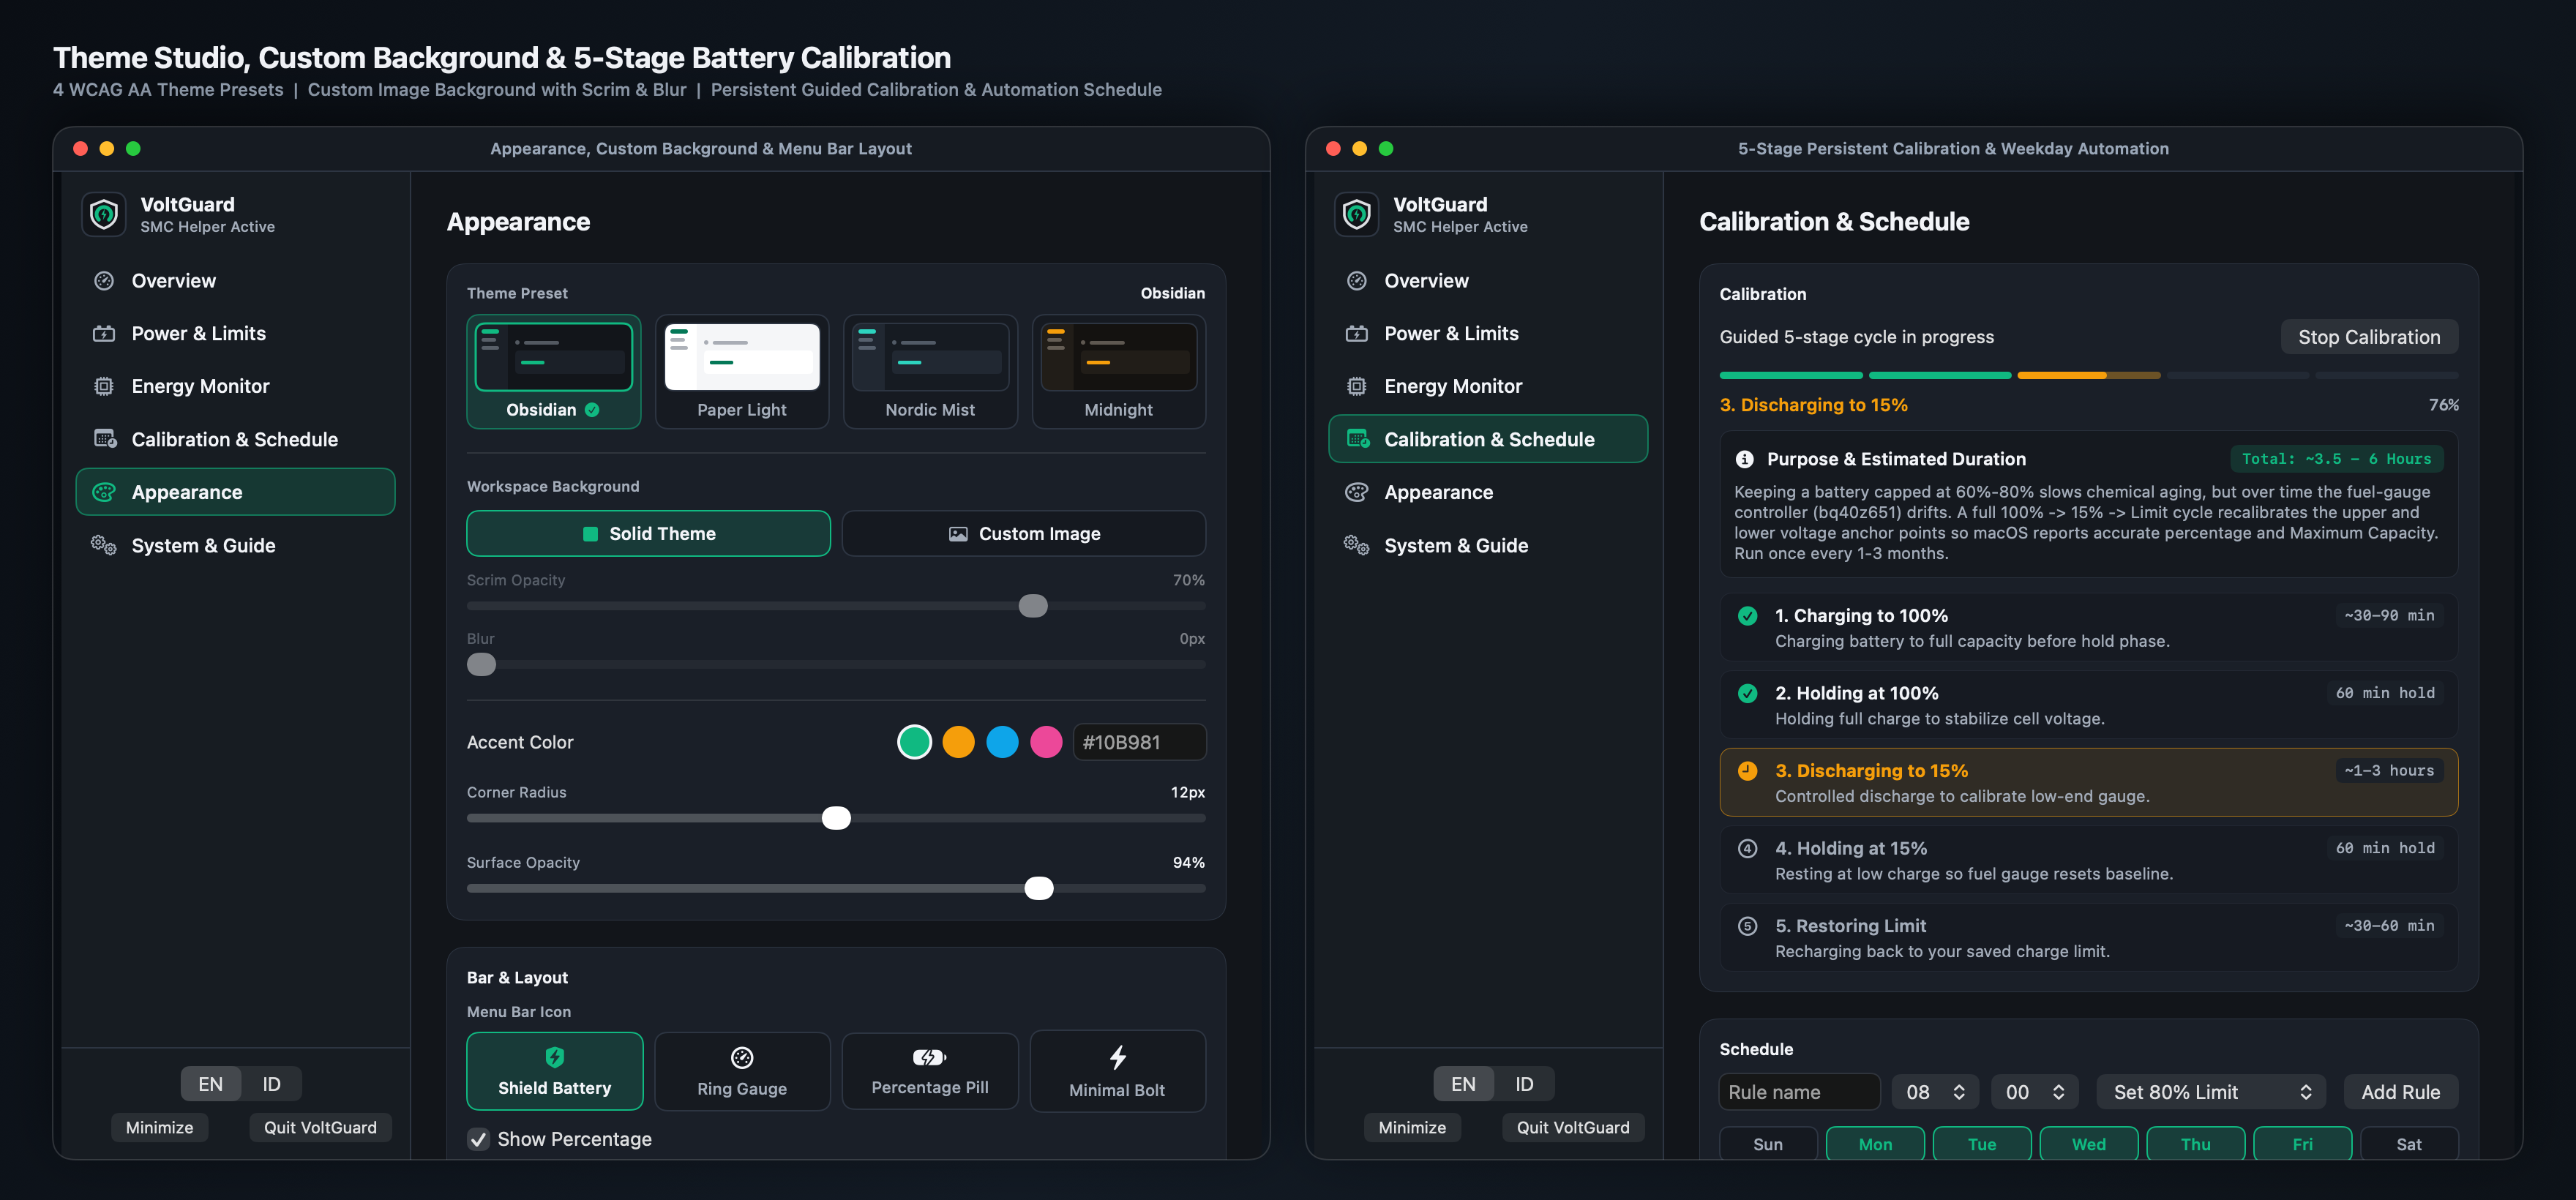 Theme Studio, Custom Background & 5-Stage Battery Calibration
4 WCAG AA Theme Presets | Custom Image Background with Scrim & Blur | Persistent Guided Calibration & Automation Schedule
Appearance, Custom Background & Menu Bar Layout
VoltGuard
SMC Helper Active
Overview
Power & Limits
Energy Monitor
Calibration & Schedule
Appearance
System & Guide
EN ID
Minimize Quit VoltGuard
Appearance
Theme Preset Obsidian
Obsidian Paper Light Nordic Mist Midnight
Workspace Background
Solid Theme Custom Image
Scrim Opacity 70%
Blur 0px
Accent Color #10B981
Corner Radius 12px
Surface Opacity 94%
Bar & Layout
Menu Bar Icon
Shield Battery Ring Gauge Percentage Pill Minimal Bolt
Show Percentage
5-Stage Persistent Calibration & Weekday Automation
VoltGuard
SMC Helper Active
Overview
Power & Limits
Energy Monitor
Calibration & Schedule
Appearance
System & Guide
EN ID
Minimize Quit VoltGuard
Calibration & Schedule
Calibration
Guided 5-stage cycle in progress Stop Calibration
3. Discharging to 15% 76%
Purpose & Estimated Duration Total: ~3.5 – 6 Hours
Keeping a battery capped at 60%-80% slows chemical aging, but over time the fuel-gauge
controller (bq40z651) drifts. A full 100% -> 15% -> Limit cycle recalibrates the upper and
lower voltage anchor points so macOS reports accurate percentage and Maximum Capacity.
Run once every 1-3 months.
1. Charging to 100% ~30–90 min
Charging battery to full capacity before hold phase.
2. Holding at 100% 60 min hold
Holding full charge to stabilize cell voltage.
3. Discharging to 15% ~1–3 hours
Controlled discharge to calibrate low-end gauge.
4 4. Holding at 15% 60 min hold
Resting at low charge so fuel gauge resets baseline.
5 5. Restoring Limit ~30–60 min
Recharging back to your saved charge limit.
Schedule
Rule name 08 00 Set 80% Limit Add Rule
Sun Mon Tue Wed Thu Fri Sat